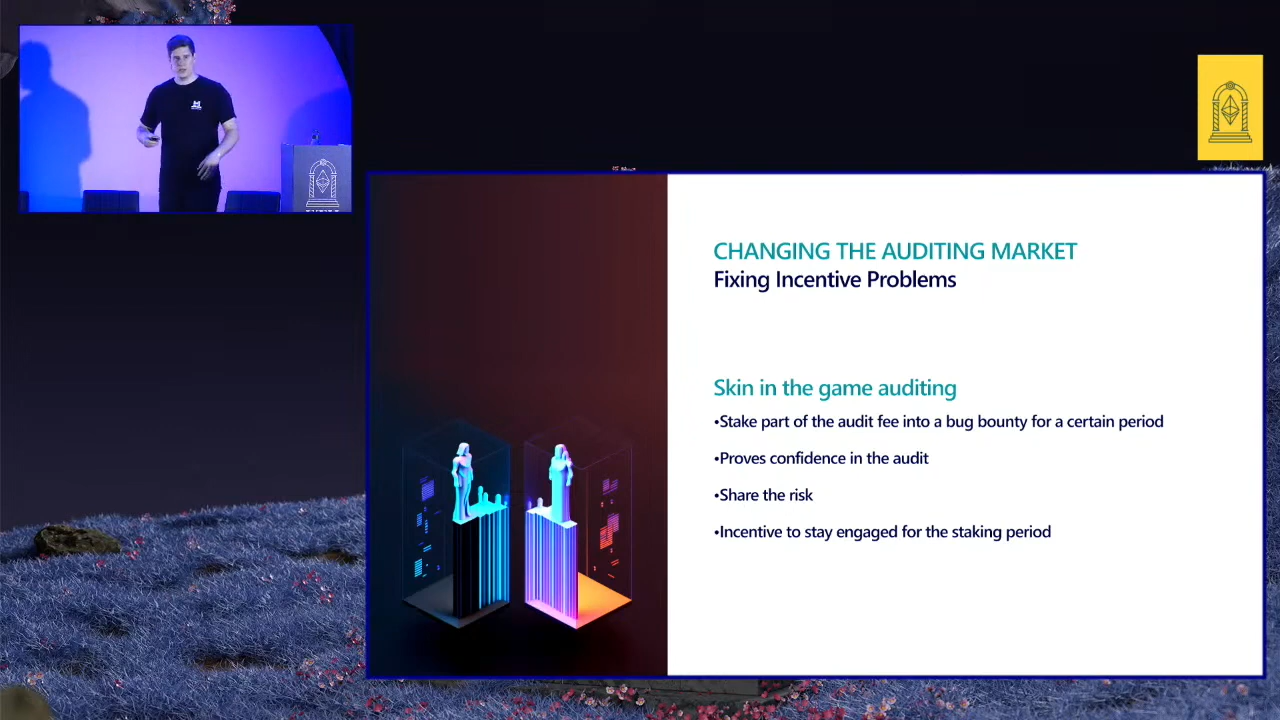 CHANGING THE AUDITING MARKET
Fixing Incentive Problems
Skin in the game auditing
•Stake part of the audit fee into a bug bounty for a certain period
•Proves confidence in the audit
•Share the risk
•Incentive to stay engaged for the staking period